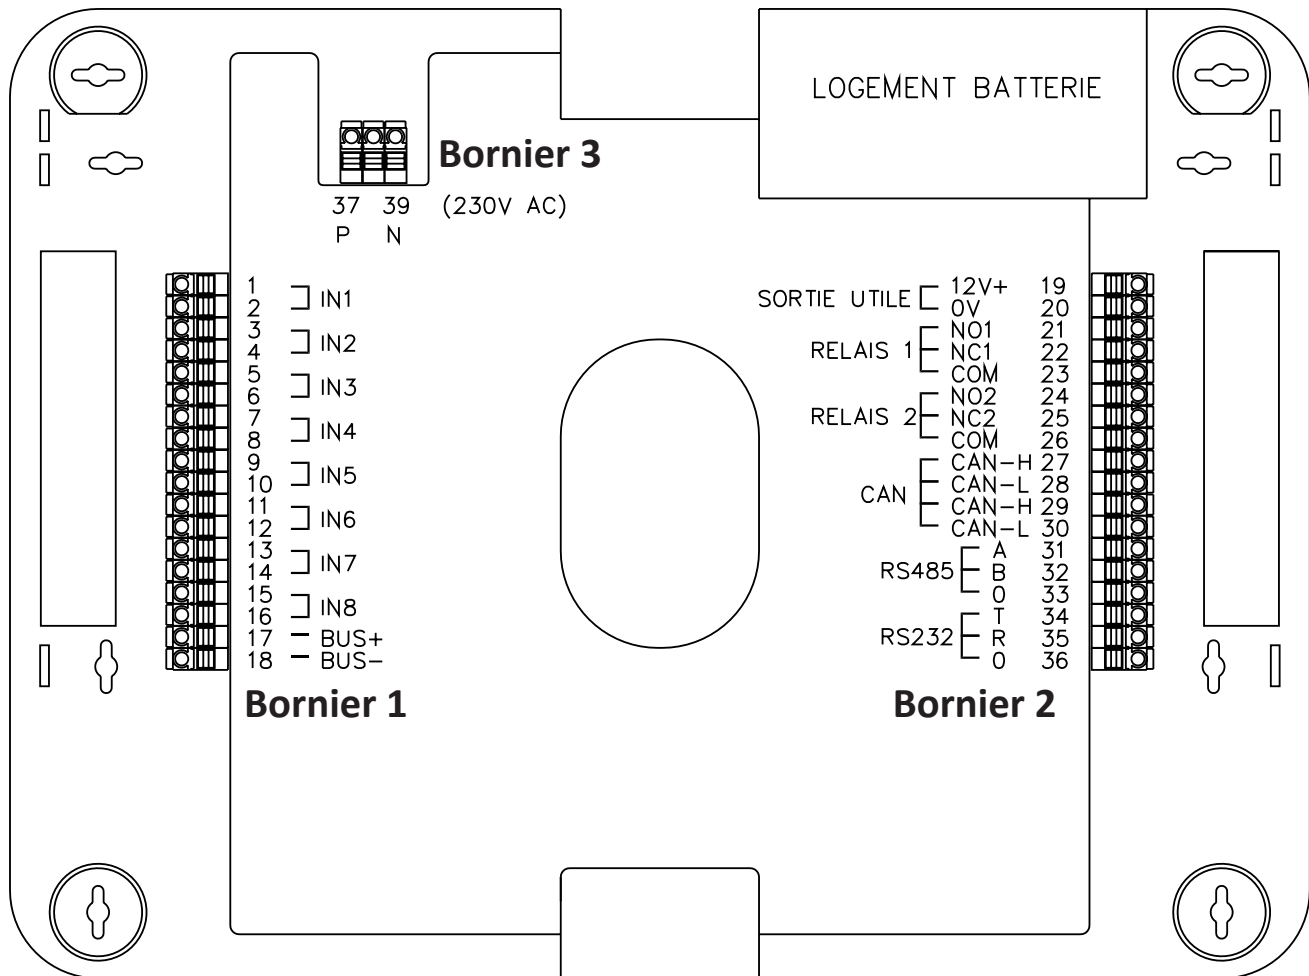 LOGEMENT BATTERIE
Bornier 3
37 39 (230V AC)
P N
1
2
IN1
3
4
IN2
5
6
IN3
7
8
IN4
9
10
IN5
11
12
IN6
13
14
IN7
15
16
IN8
17 BUS+
18 BUS-
Bornier 1
SORTIE UTILE
12V+ 19
0V 20
RELAIS 1
NO1 21
NC1 22
COM 23
RELAIS 2
NO2 24
NC2 25
COM 26
CAN
CAN-H 27
CAN-L 28
CAN-H 29
CAN-L 30
RS485
A 31
B 32
0 33
RS232
T 34
R 35
0 36
Bornier 2